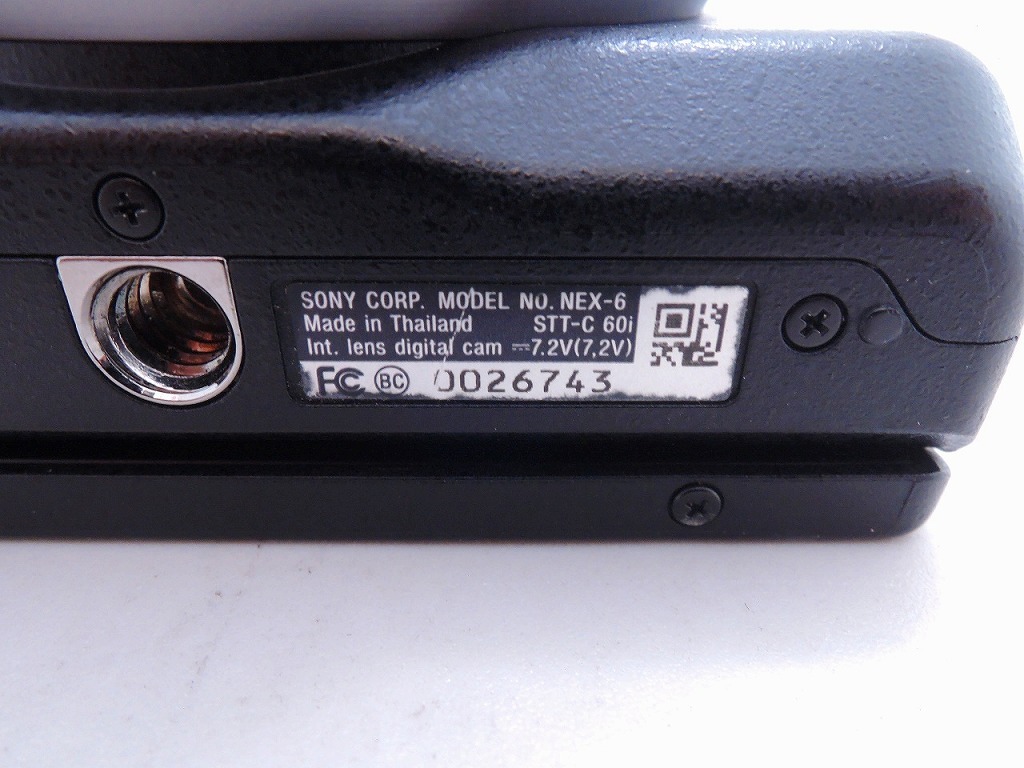 SONY CORP. MODEL NO. NEX-6
Made in Thailand STT-C 60i
Int. lens digital cam ⎓7.2V(7,2V)
FC BC 0026743